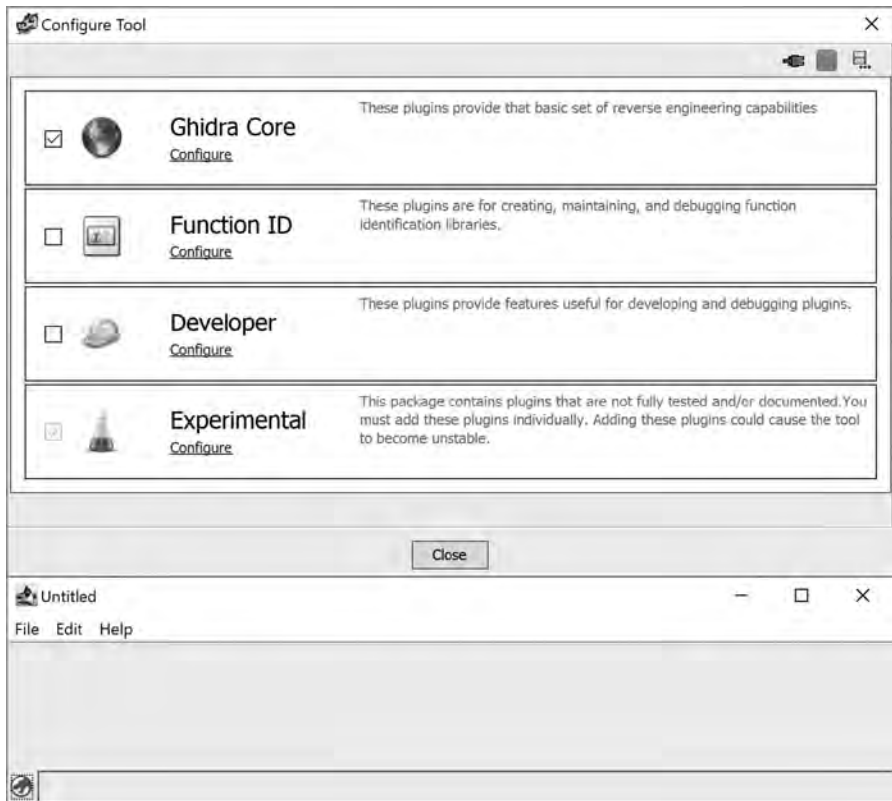 Configure Tool
Ghidra Core
Configure
These plugins provide that basic set of reverse engineering capabilities
Function ID
Configure
These plugins are for creating, maintaining, and debugging function
identification libraries.
Developer
Configure
These plugins provide features useful for developing and debugging plugins.
Experimental
Configure
This package contains plugins that are not fully tested and/or documented.You
must add these plugins individually. Adding these plugins could cause the tool
to become unstable.
Close
Untitled
File Edit Help